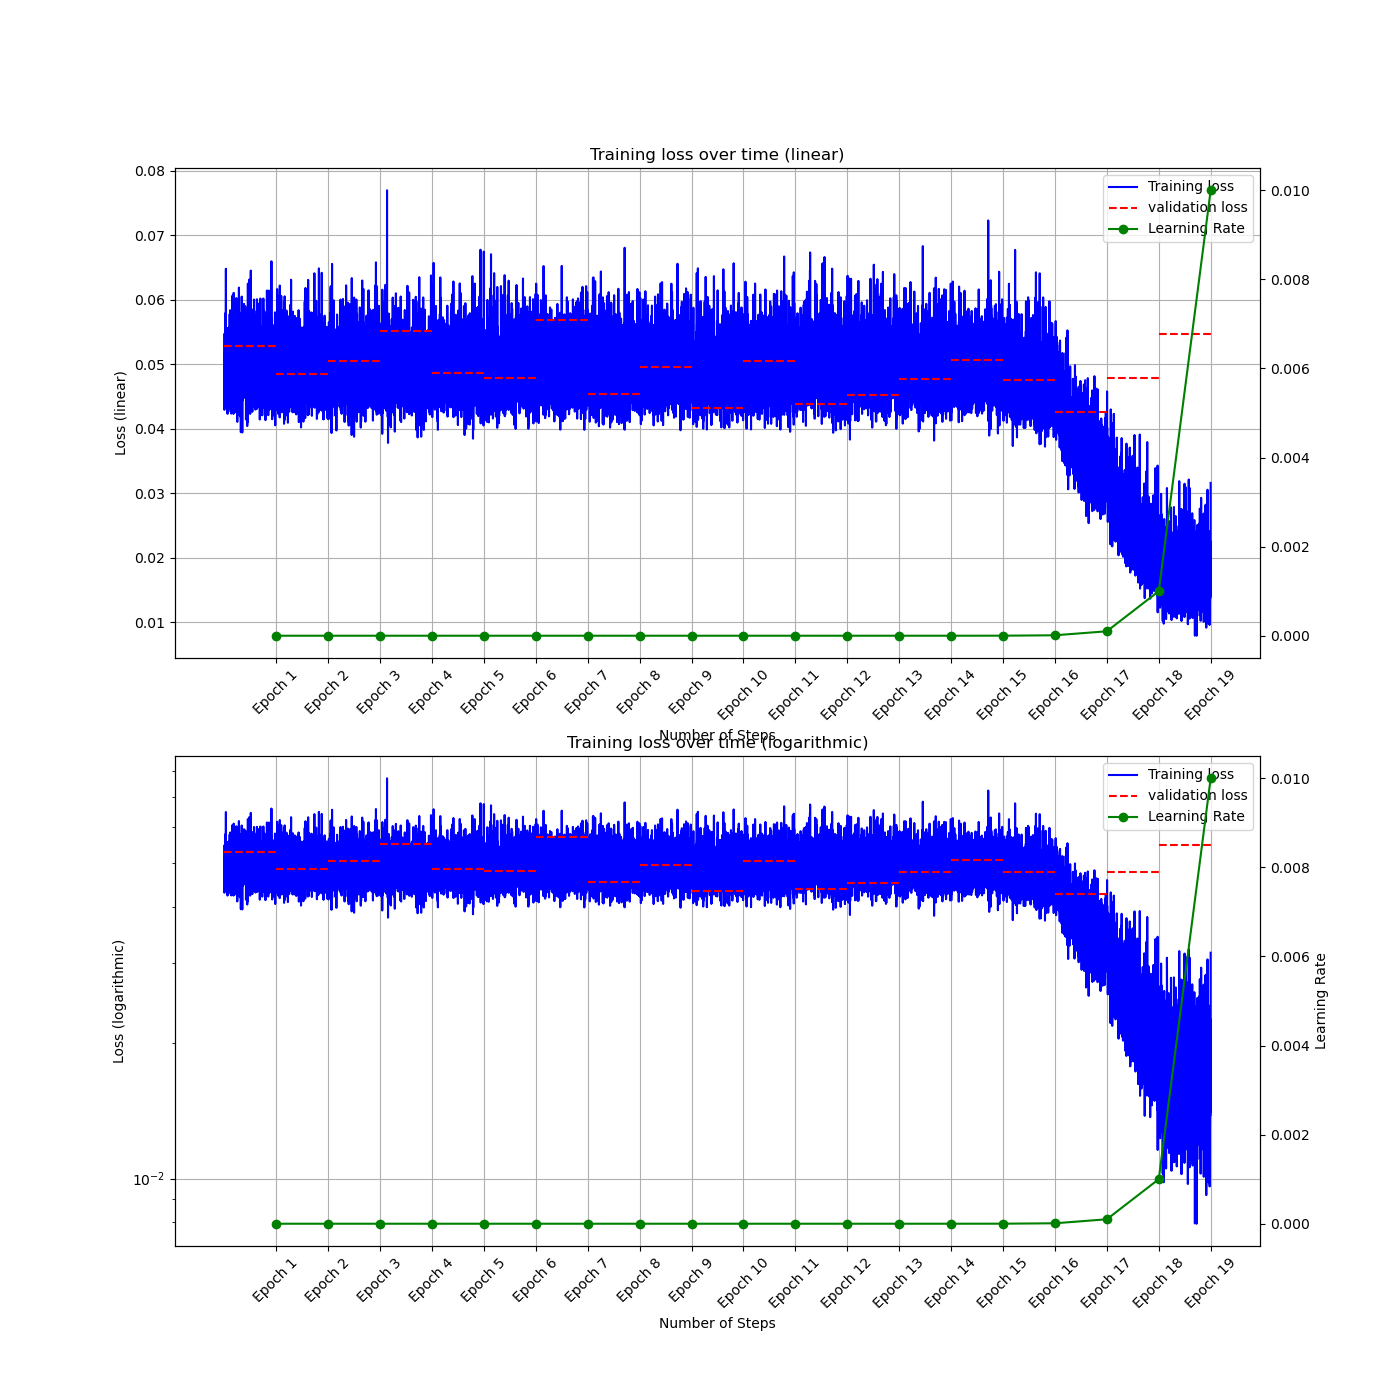 Training loss over time (linear)
Training loss
validation loss
Learning Rate
0.08
0.07
0.06
0.05
0.04
0.03
0.02
0.01
Loss (linear)
0.010
0.008
0.006
0.004
0.002
0.000
Epoch 1
Epoch 2
Epoch 3
Epoch 4
Epoch 5
Epoch 6
Epoch 7
Epoch 8
Epoch 9
Epoch 10
Epoch 11
Epoch 12
Epoch 13
Epoch 14
Epoch 15
Epoch 16
Epoch 17
Epoch 18
Epoch 19
Number of Steps
Training loss over time (logarithmic)
Training loss
validation loss
Learning Rate
10⁻²
Loss (logarithmic)
0.010
0.008
0.006
0.004
0.002
0.000
Learning Rate
Epoch 1
Epoch 2
Epoch 3
Epoch 4
Epoch 5
Epoch 6
Epoch 7
Epoch 8
Epoch 9
Epoch 10
Epoch 11
Epoch 12
Epoch 13
Epoch 14
Epoch 15
Epoch 16
Epoch 17
Epoch 18
Epoch 19
Number of Steps